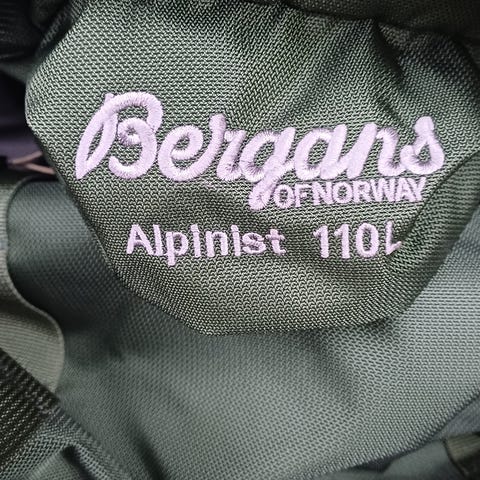 Bergans
OF NORWAY
Alpinist 110L